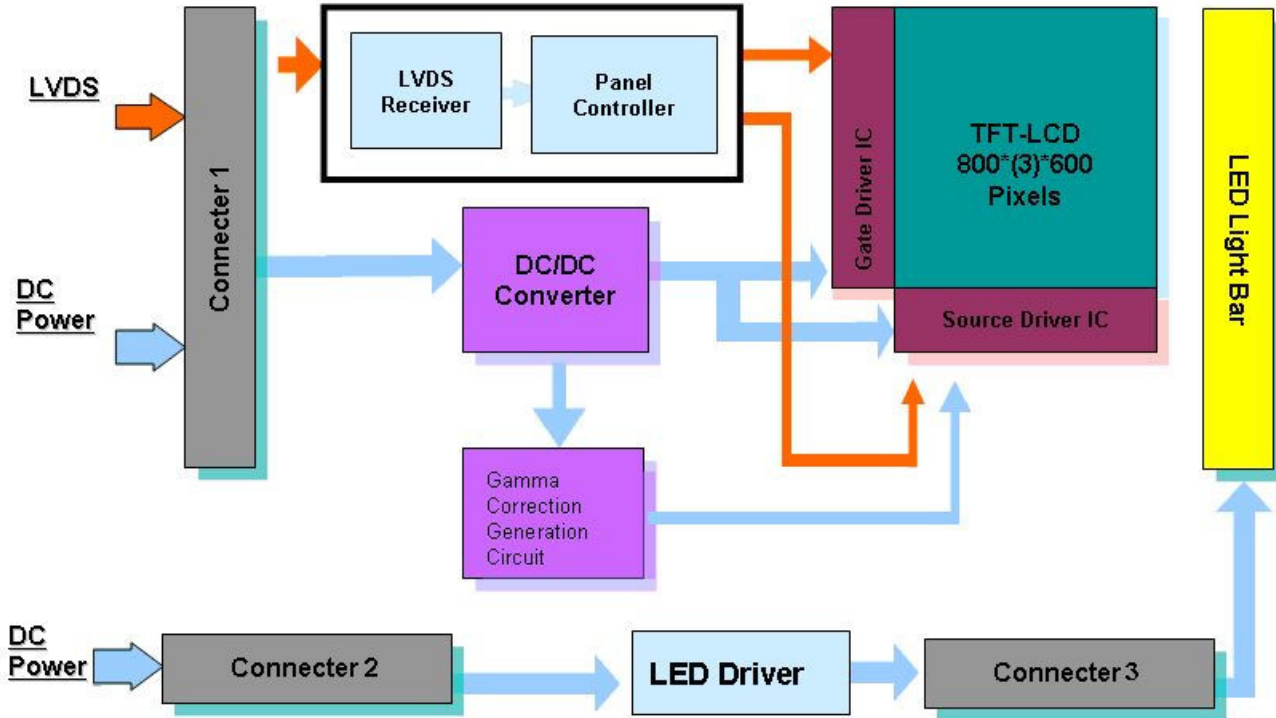 LVDS
DC
Power
Connecter 1
LVDS
Receiver
Panel
Controller
Gate Driver IC
TFT-LCD
800*(3)*600
Pixels
Source Driver IC
LED Light Bar
DC/DC
Converter
Gamma
Correction
Generation
Circuit
DC
Power
Connecter 2
LED Driver
Connecter 3